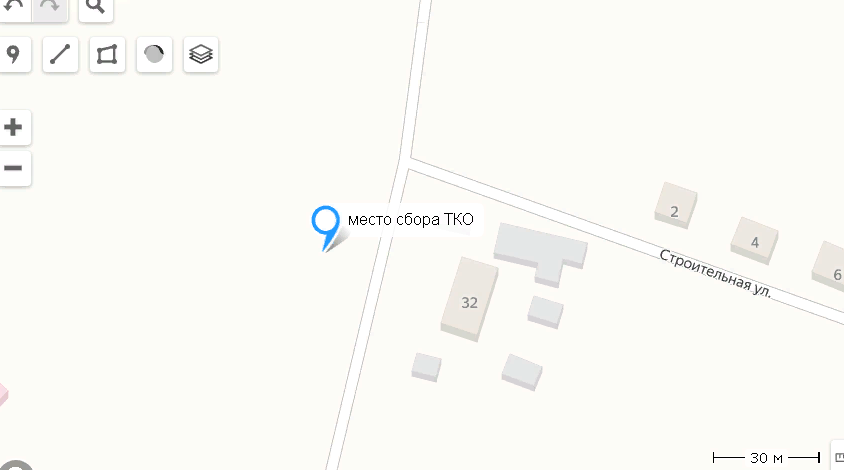 место сбора ТКО
2
4
6
Строительная ул.
32
30 м